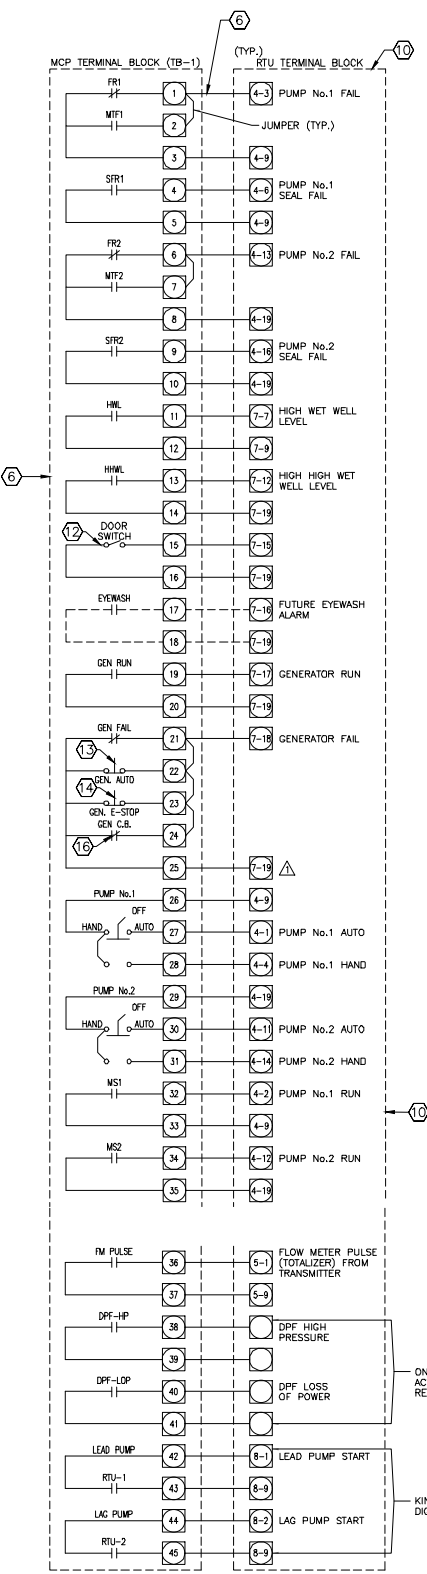 6
(TYP.)
10
MCP TERMINAL BLOCK (TB-1)
RTU TERMINAL BLOCK
FR1
1
4-3
PUMP No.1 FAIL
MTF1
2
JUMPER (TYP.)
3
4-9
SFR1
4
4-6
PUMP No.1
SEAL FAIL
5
4-9
FR2
6
4-13
PUMP No.2 FAIL
MTF2
7
8
4-19
SFR2
9
4-16
PUMP No.2
SEAL FAIL
10
4-19
HWL
11
7-7
HIGH WET WELL
LEVEL
12
7-9
6
HHWL
13
7-12
HIGH HIGH WET
WELL LEVEL
14
7-19
12
DOOR
SWITCH
15
7-15
16
7-19
EYEWASH
17
7-16
FUTURE EYEWASH
ALARM
18
7-19
GEN RUN
19
7-17
GENERATOR RUN
20
7-19
GEN FAIL
21
7-18
GENERATOR FAIL
13
22
GEN. AUTO
14
23
GEN. E-STOP
GEN C.B.
16
24
25
7-19
1
PUMP No.1
26
4-9
OFF
HAND
AUTO
27
4-1
PUMP No.1 AUTO
28
4-4
PUMP No.1 HAND
PUMP No.2
29
4-19
OFF
HAND
AUTO
30
4-11
PUMP No.2 AUTO
31
4-14
PUMP No.2 HAND
MS1
32
4-2
PUMP No.1 RUN
33
4-9
10
MS2
34
4-12
PUMP No.2 RUN
35
4-19
FM PULSE
36
5-1
FLOW METER PULSE
(TOTALIZER) FROM
TRANSMITTER
37
5-9
DPF-HP
38
DPF HIGH
PRESSURE
39
DPF-LOP
40
DPF LOSS
OF POWER
41
ON
AC
RE
LEAD PUMP
42
8-1
LEAD PUMP START
RTU-1
43
8-9
LAG PUMP
44
8-2
LAG PUMP START
RTU-2
45
8-9
KIN
DIG